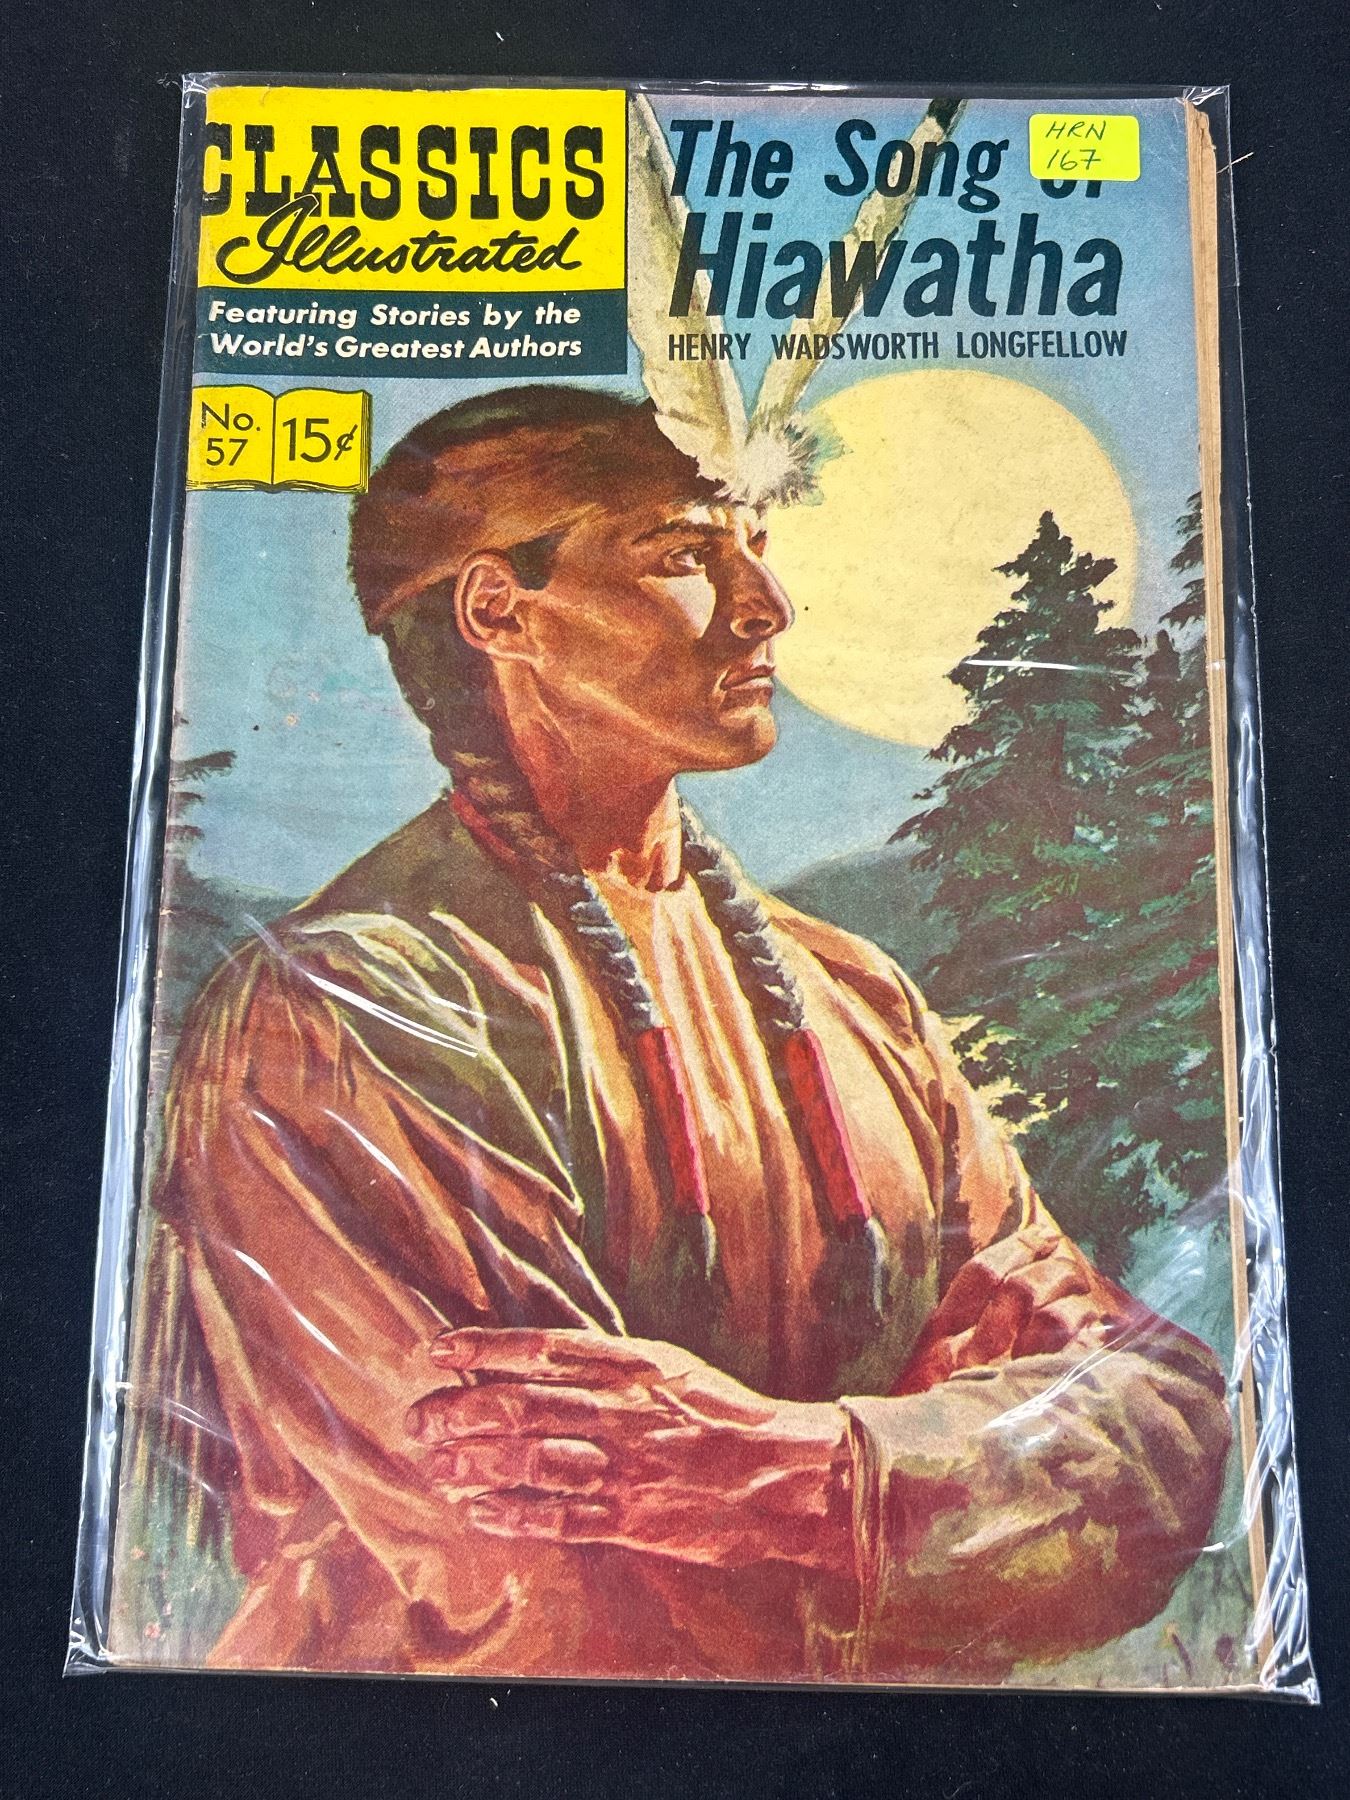 CLASSICS
Illustrated
Featuring Stories by the
World's Greatest Authors
No.
57
15¢
The Song of
Hiawatha
HENRY WADSWORTH LONGFELLOW
HRN
167